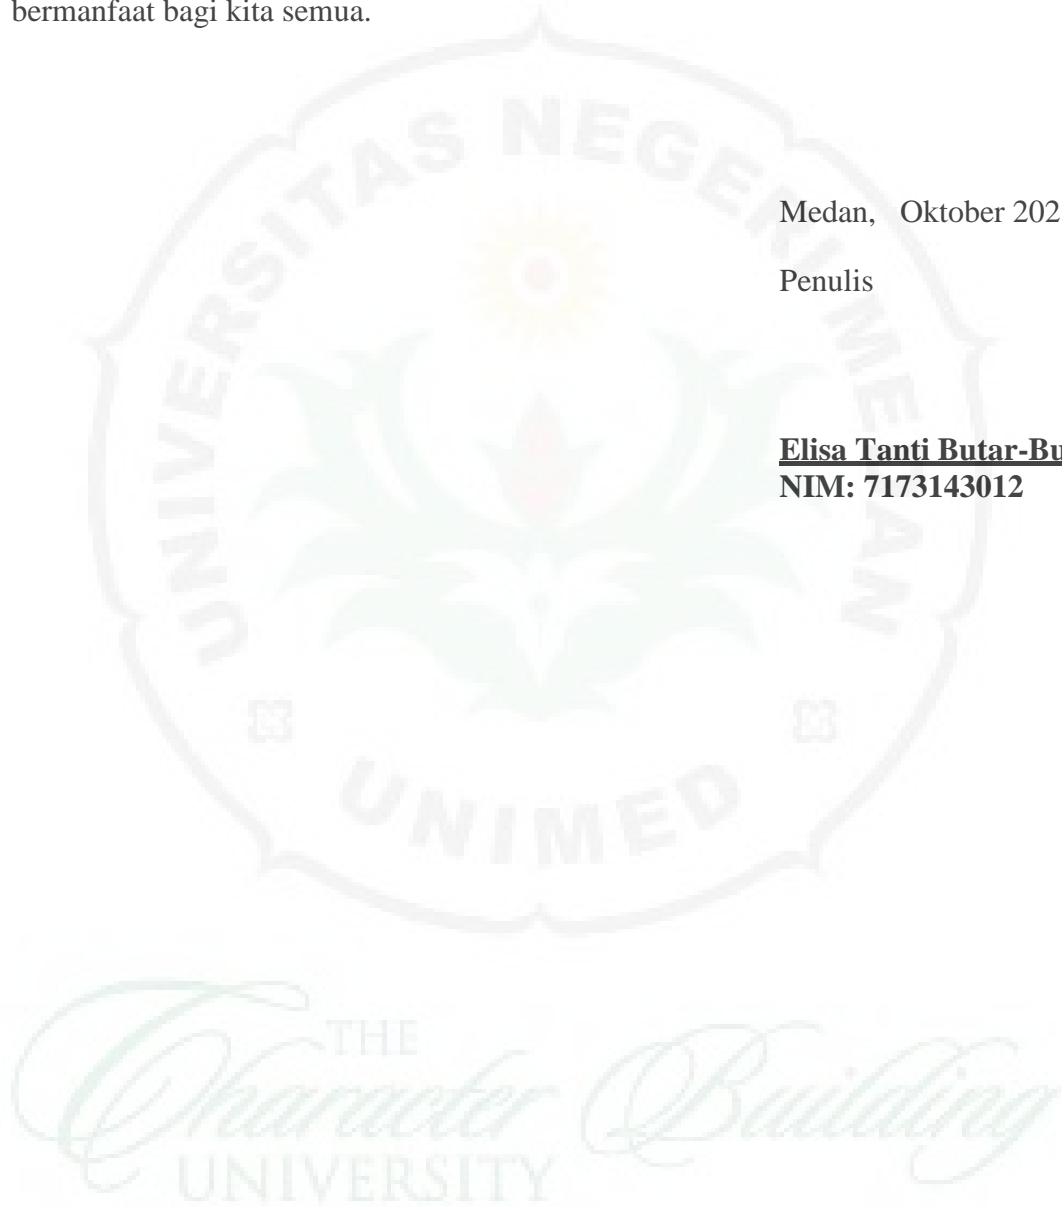 bermanfaat bagi kita semua.
UNIVERSITAS NEGERI MEDAN
Medan, Oktober 202
Penulis
Elisa Tanti Butar-Bu
NIM: 7173143012
UNIMED
THE
Character Building
UNIVERSITY